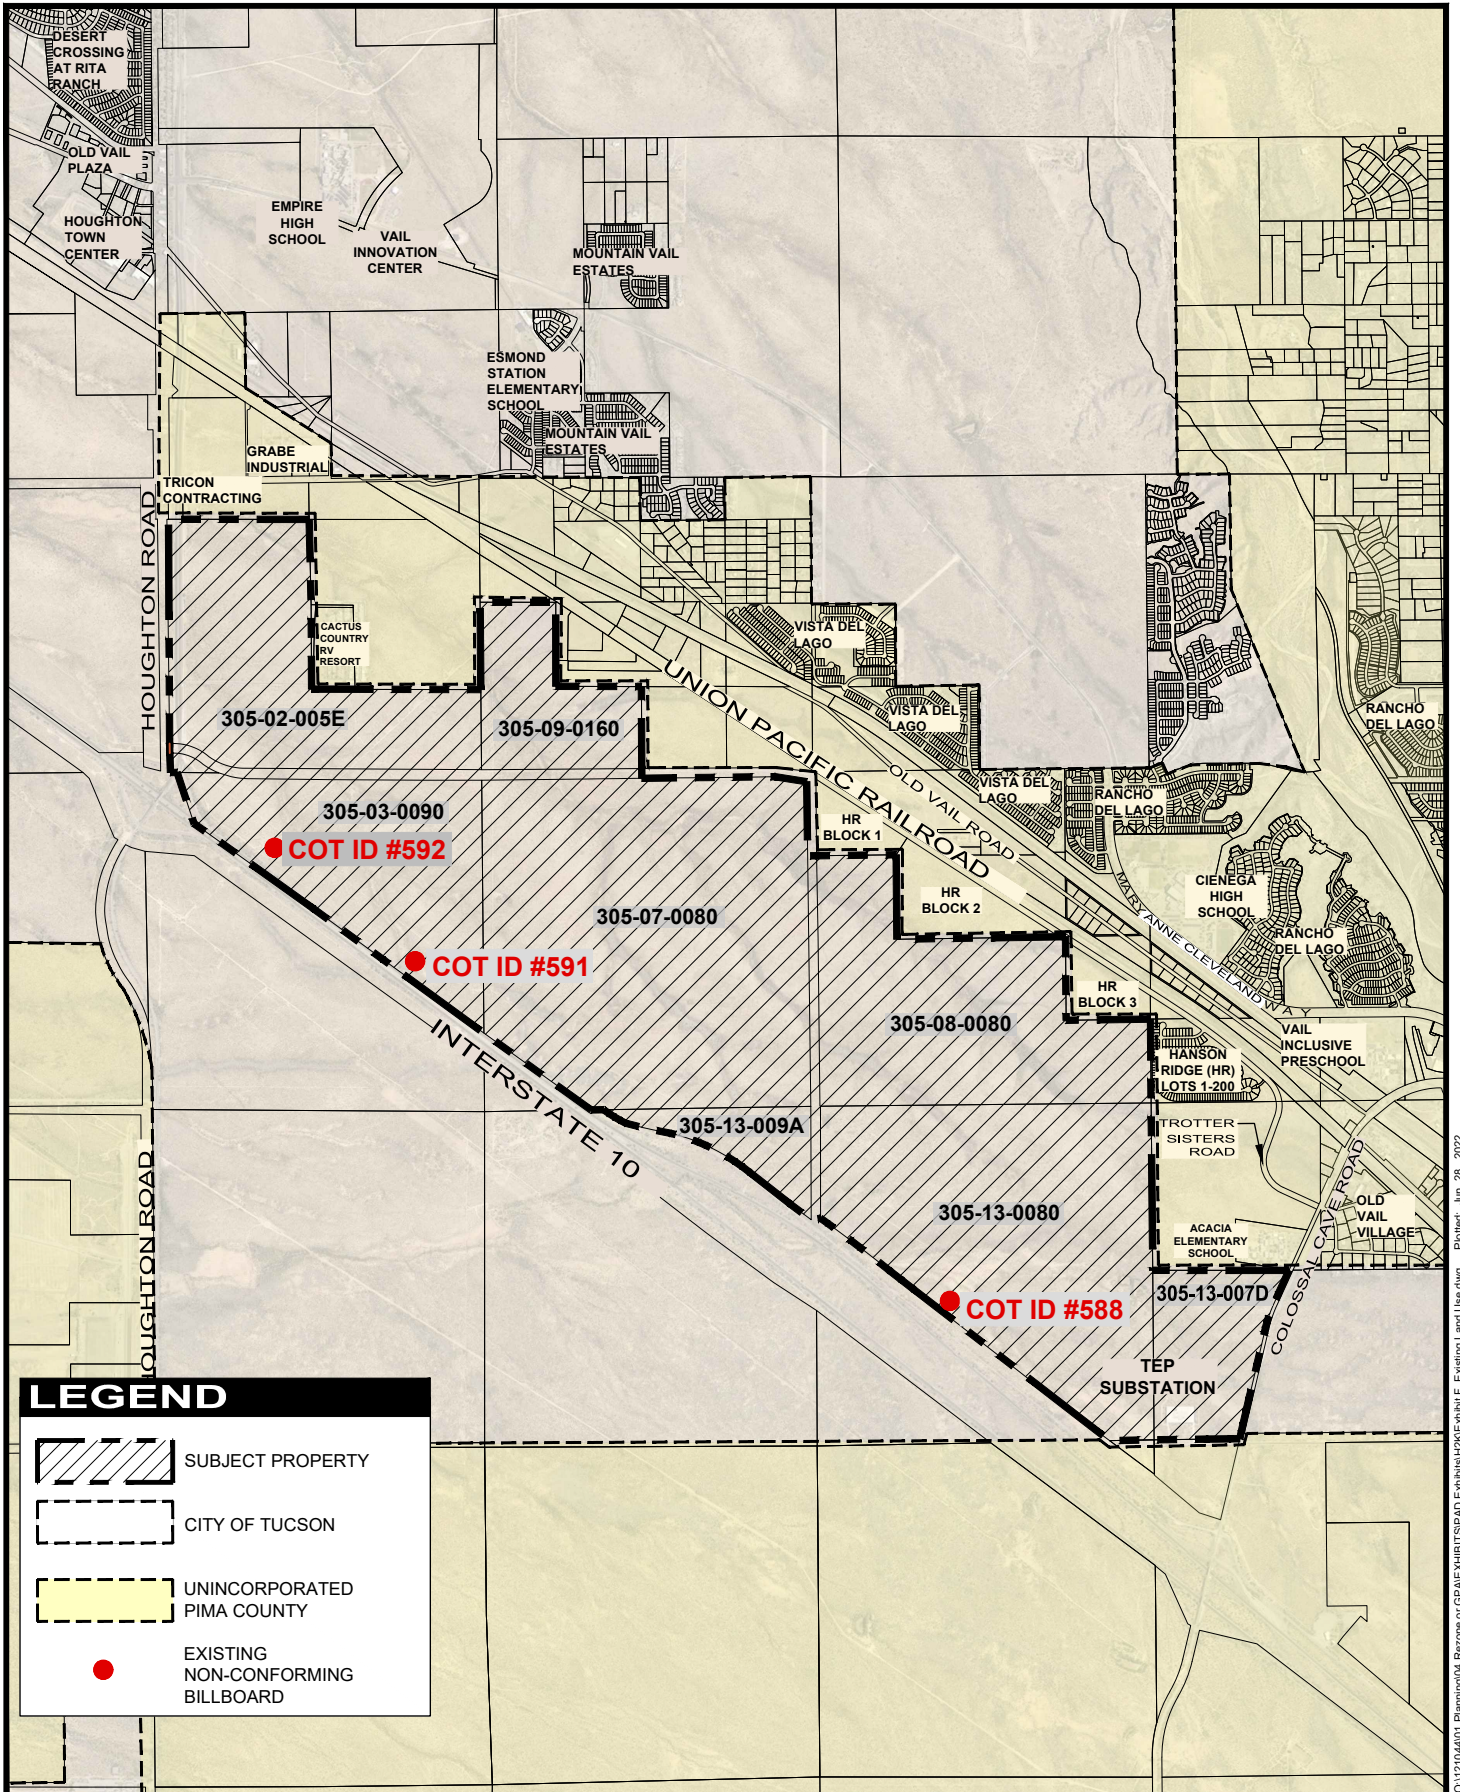 DESERT
CROSSING
AT RITA
RANCH
OLD VAIL
PLAZA
HOUGHTON
TOWN
CENTER
EMPIRE
HIGH
SCHOOL
VAIL
INNOVATION
CENTER
MOUNTAIN VAIL
ESTATES
ESMOND
STATION
ELEMENTARY
SCHOOL
MOUNTAIN VAIL
ESTATES
GRABE
INDUSTRIAL
TRICON
CONTRACTING
HOUGHTON ROAD
CACTUS
COUNTRY
RV
RESORT
VISTA DEL
LAGO
UNION PACIFIC RAILROAD
VISTA DEL
LAGO
RANCHO
DEL LAGO
305-02-005E
305-09-0160
OLD VAIL ROAD
VISTA DEL
LAGO
RANCHO
DEL LAGO
305-03-0090
COT ID #592
HR
BLOCK 1
HR
BLOCK 2
MARY ANNE CLEVELAND WAY
CIENEGA
HIGH
SCHOOL
RANCHO
DEL LAGO
305-07-0080
COT ID #591
HR
BLOCK 3
305-08-0080
INTERSTATE 10
VAIL
INCLUSIVE
PRESCHOOL
HANSON
RIDGE (HR)
LOTS 1-200
305-13-009A
TROTTER
SISTERS
ROAD
HOUGHTON ROAD
COLOSSAL CAVE ROAD
OLD
VAIL
VILLAGE
305-13-0080
ACACIA
ELEMENTARY
SCHOOL
305-13-007D
COT ID #588
TEP
SUBSTATION
LEGEND
SUBJECT PROPERTY
CITY OF TUCSON
UNINCORPORATED
PIMA COUNTY
EXISTING
NON-CONFORMING
BILLBOARD